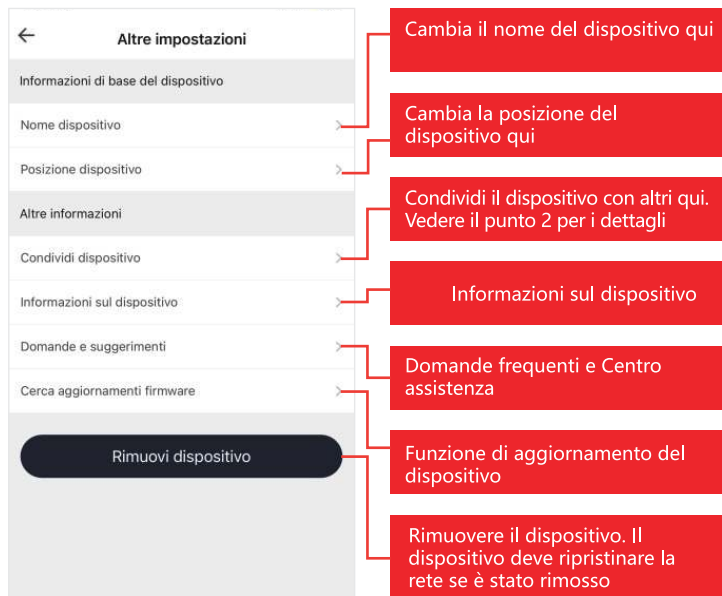 Altre impostazioni
Informazioni di base del dispositivo
Nome dispositivo
Posizione dispositivo
Altre informazioni
Condividi dispositivo
Informazioni sul dispositivo
Domande e suggerimenti
Cerca aggiornamenti firmware
Rimuovi dispositivo
Cambia il nome del dispositivo qui
Cambia la posizione del
dispositivo qui
Condividi il dispositivo con altri qui.
Vedere il punto 2 per i dettagli
Informazioni sul dispositivo
Domande frequenti e Centro
assistenza
Funzione di aggiornamento del
dispositivo
Rimuovere il dispositivo. Il
dispositivo deve ripristinare la
rete se è stato rimosso